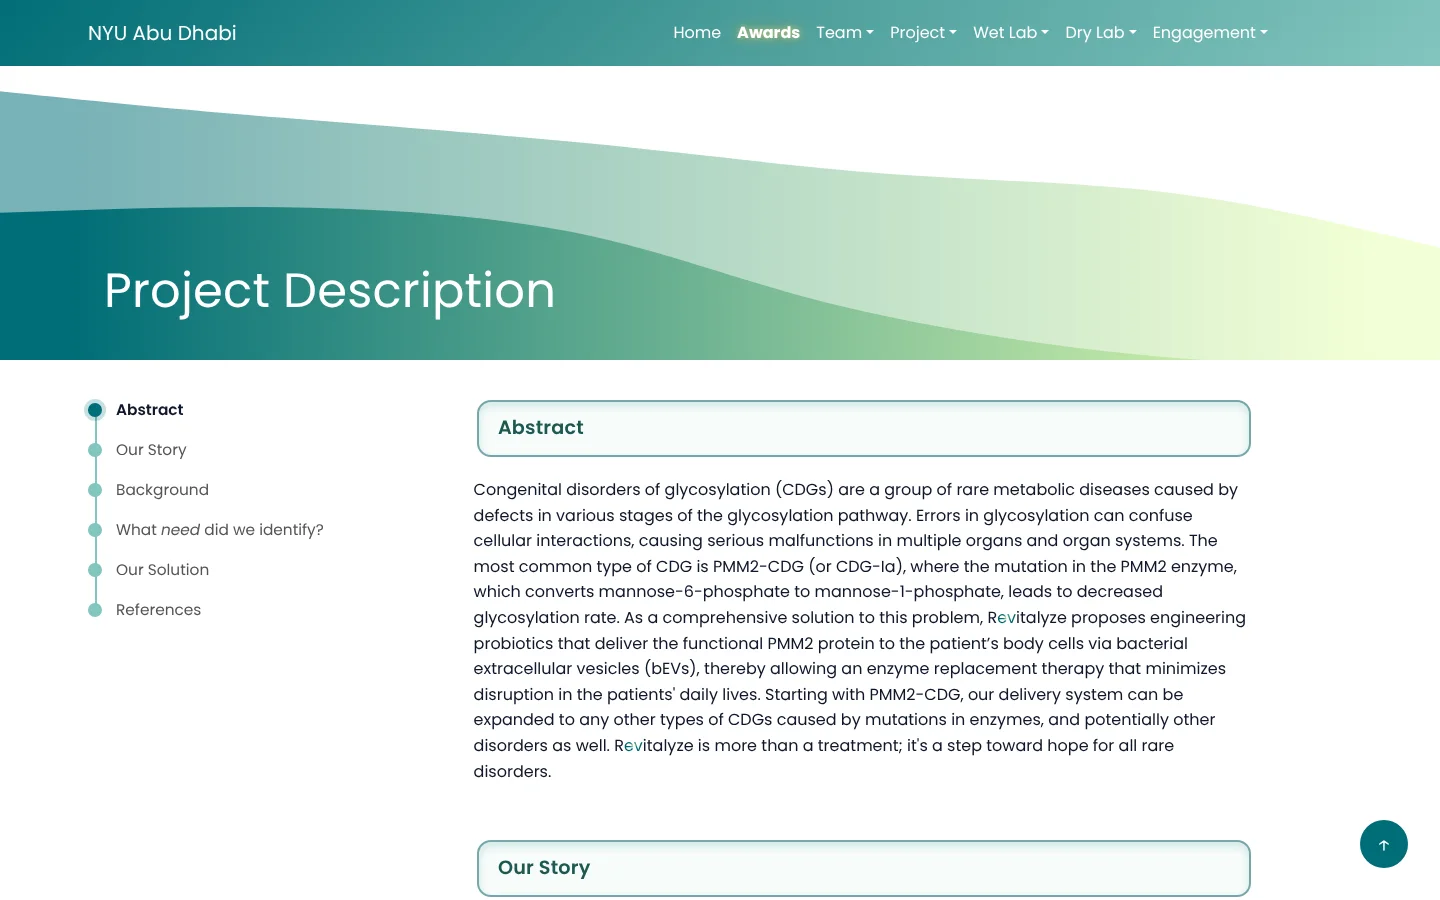 NYU Abu Dhabi
Home Awards Team Project Wet Lab Dry Lab Engagement
Project Description
Abstract
Our Story
Background
What need did we identify?
Our Solution
References
Abstract
Congenital disorders of glycosylation (CDGs) are a group of rare metabolic diseases caused by
defects in various stages of the glycosylation pathway. Errors in glycosylation can confuse
cellular interactions, causing serious malfunctions in multiple organs and organ systems. The
most common type of CDG is PMM2-CDG (or CDG-Ia), where the mutation in the PMM2 enzyme,
which converts mannose-6-phosphate to mannose-1-phosphate, leads to decreased
glycosylation rate. As a comprehensive solution to this problem, Revitalyze proposes engineering
probiotics that deliver the functional PMM2 protein to the patient’s body cells via bacterial
extracellular vesicles (bEVs), thereby allowing an enzyme replacement therapy that minimizes
disruption in the patients' daily lives. Starting with PMM2-CDG, our delivery system can be
expanded to any other types of CDGs caused by mutations in enzymes, and potentially other
disorders as well. Revitalyze is more than a treatment; it's a step toward hope for all rare
disorders.
Our Story